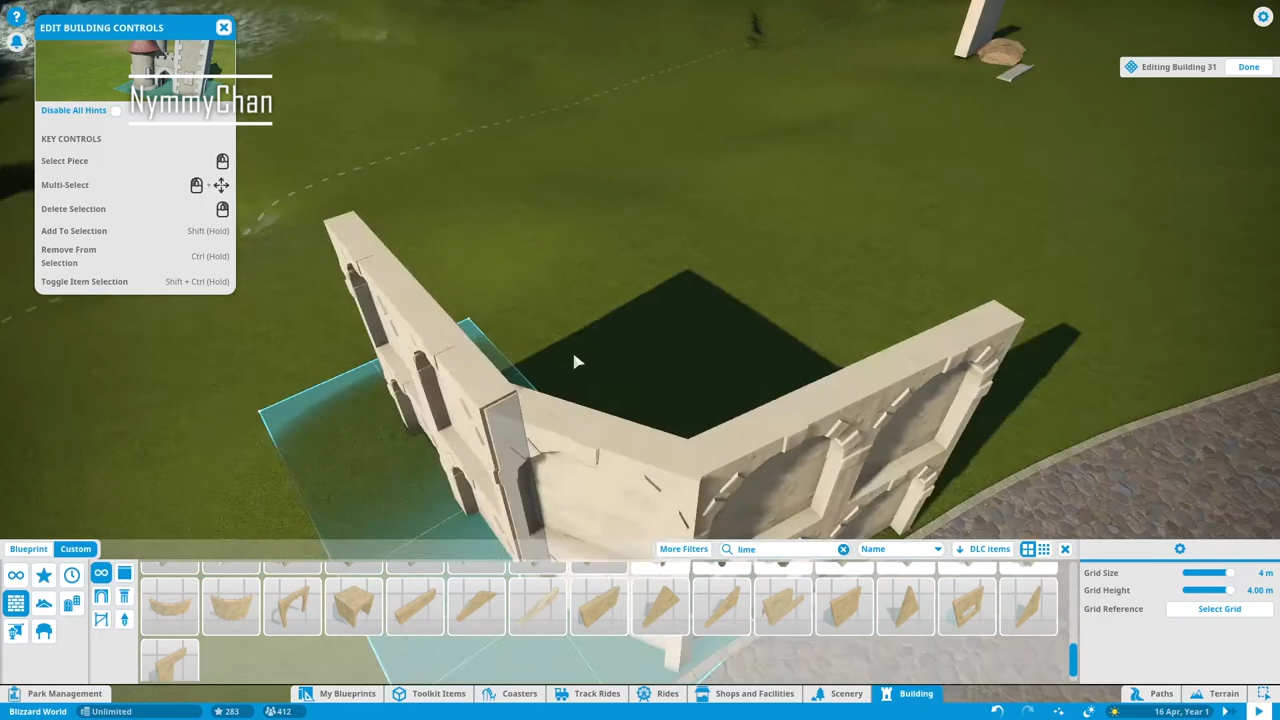 ?
EDIT BUILDING CONTROLS
Editing Building 31
Done
NymmyChan
Disable All Hints
KEY CONTROLS
Select Piece
Multi-Select
+
Delete Selection
Add To Selection
Shift (Hold)
Remove From
Selection
Ctrl (Hold)
Toggle Item Selection
Shift + Ctrl (Hold)
Blueprint
Custom
More Filters
lime
Name
DLC items
Grid Size
4 m
Grid Height
4.00 m
Grid Reference
Select Grid
Park Management
My Blueprints
Toolkit Items
Coasters
Track Rides
Rides
Shops and Facilities
Scenery
Building
Paths
Terrain
Blizzard World
Unlimited
283
412
16 Apr, Year 1